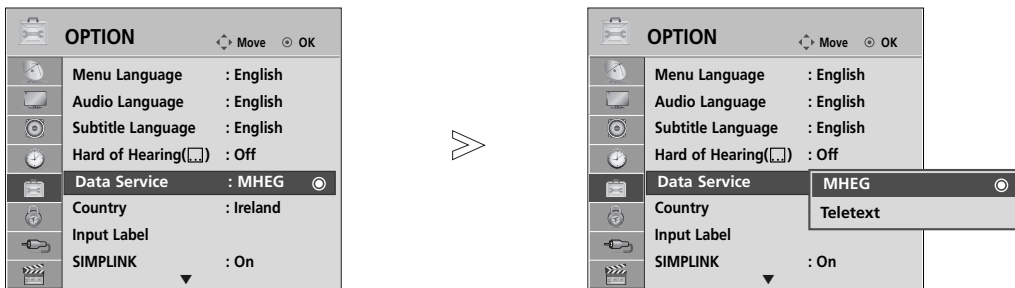 OPTION Move OK
Menu Language : English
Audio Language : English
Subtitle Language : English
Hard of Hearing( ) : Off
Data Service : MHEG
Country : Ireland
Input Label
SIMPLINK : On
OPTION Move OK
Menu Language : English
Audio Language : English
Subtitle Language : English
Hard of Hearing( ) : Off
Data Service
MHEG
Country
Teletext
Input Label
SIMPLINK : On